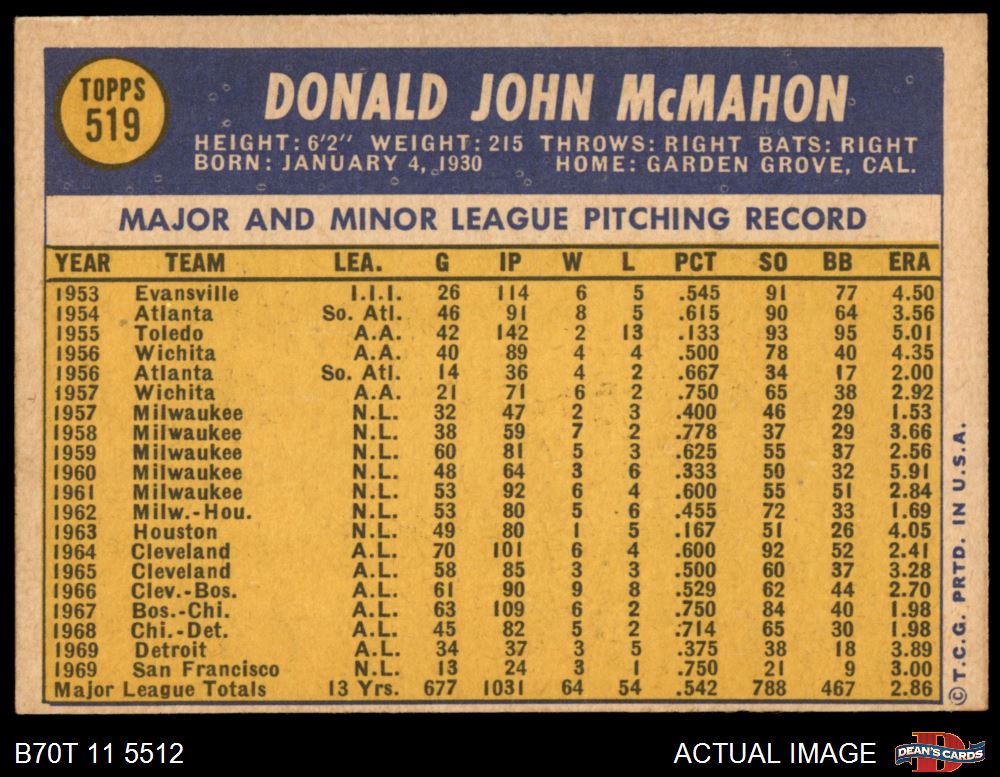 TOPPS
519
DONALD JOHN McMAHON
HEIGHT: 6'2" WEIGHT: 215 THROWS: RIGHT BATS: RIGHT
BORN: JANUARY 4, 1930 HOME: GARDEN GROVE, CAL.
MAJOR AND MINOR LEAGUE PITCHING RECORD
YEAR TEAM LEA. G IP W L PCT SO BB ERA
1953 Evansville I.I.I. 26 114 6 5 .545 91 77 4.50
1954 Atlanta So. Atl. 46 91 8 5 .615 90 64 3.56
1955 Toledo A.A. 42 142 2 13 .133 93 95 5.01
1956 Wichita A.A. 40 89 4 4 .500 78 40 4.35
1956 Atlanta So. Atl. 14 36 4 2 .667 34 17 2.00
1957 Wichita A.A. 21 71 6 2 .750 65 38 2.92
1957 Milwaukee N.L. 32 47 2 3 .400 46 29 1.53
1958 Milwaukee N.L. 38 59 7 2 .778 37 29 3.66
1959 Milwaukee N.L. 60 81 5 3 .625 55 37 2.56
1960 Milwaukee N.L. 48 64 3 6 .333 50 32 5.91
1961 Milwaukee N.L. 53 92 6 4 .600 55 51 2.84
1962 Milw.-Hou. N.L. 53 80 5 6 .455 72 33 1.69
1963 Houston N.L. 49 80 1 5 .167 51 26 4.05
1964 Cleveland A.L. 70 101 6 4 .600 92 52 2.41
1965 Cleveland A.L. 58 85 3 3 .500 60 37 3.28
1966 Clev.-Bos. A.L. 61 90 9 8 .529 62 44 2.70
1967 Bos.-Chi. A.L. 63 109 6 2 .750 84 40 1.98
1968 Chi.-Det. A.L. 45 82 5 2 .714 65 30 1.98
1969 Detroit A.L. 34 37 3 5 .375 38 18 3.89
1969 San Francisco N.L. 13 24 3 1 .750 21 9 3.00
Major League Totals 13 Yrs. 677 1031 64 54 .542 788 467 2.86
©T.C.G. PRTD. IN U.S.A.
B70T 11 5512
ACTUAL IMAGE
DEAN'S CARDS